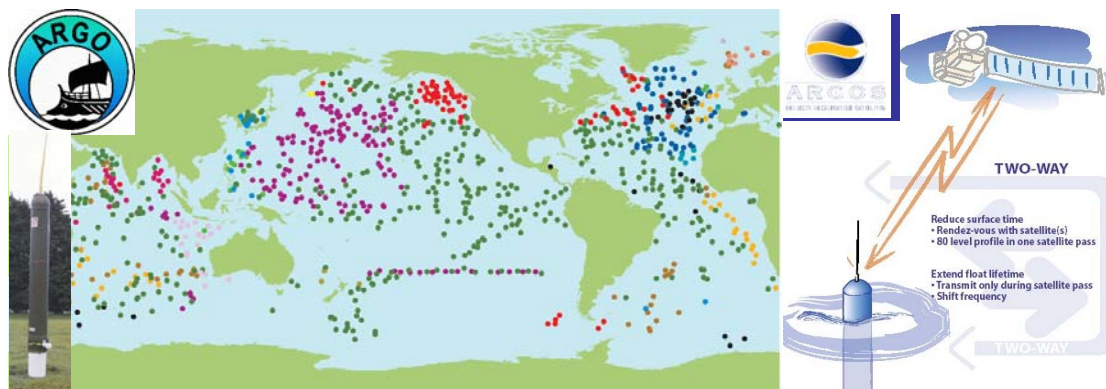 ARGO
ARGOS
TWO-WAY
Reduce surface time
• Rendez-vous with satellite(s)
• 80 level profile in one satellite pass
Extend float lifetime
• Transmit only during satellite pass
• Shift frequency
TWO-WAY